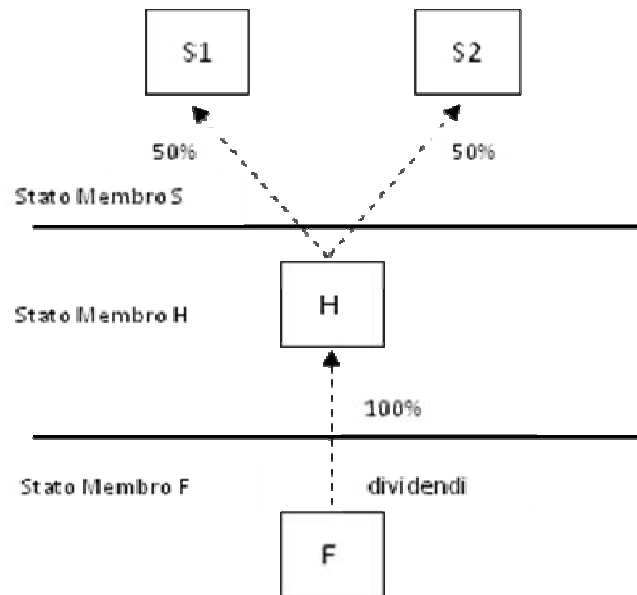 S1
S2
50%
50%
Stato Membro S
H
Stato Membro H
100%
Stato Membro F
dividendi
F